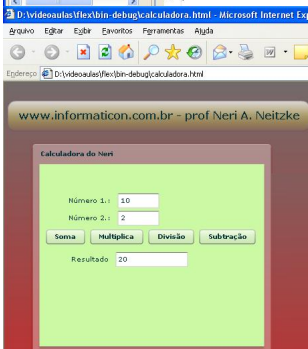 D:\videoaulas\flex\bin-debug\calculadora.html - Microsoft Internet Exp
Arquivo Editar Exibir Favoritos Ferramentas Ajuda
Endereço D:\videoaulas\flex\bin-debug\calculadora.html
www.informaticon.com.br - prof Neri A. Neitzke
Calculadora do Neri
Número 1.: 10
Número 2.: 2
Soma Multiplica Divisão Subtração
Resultado 20